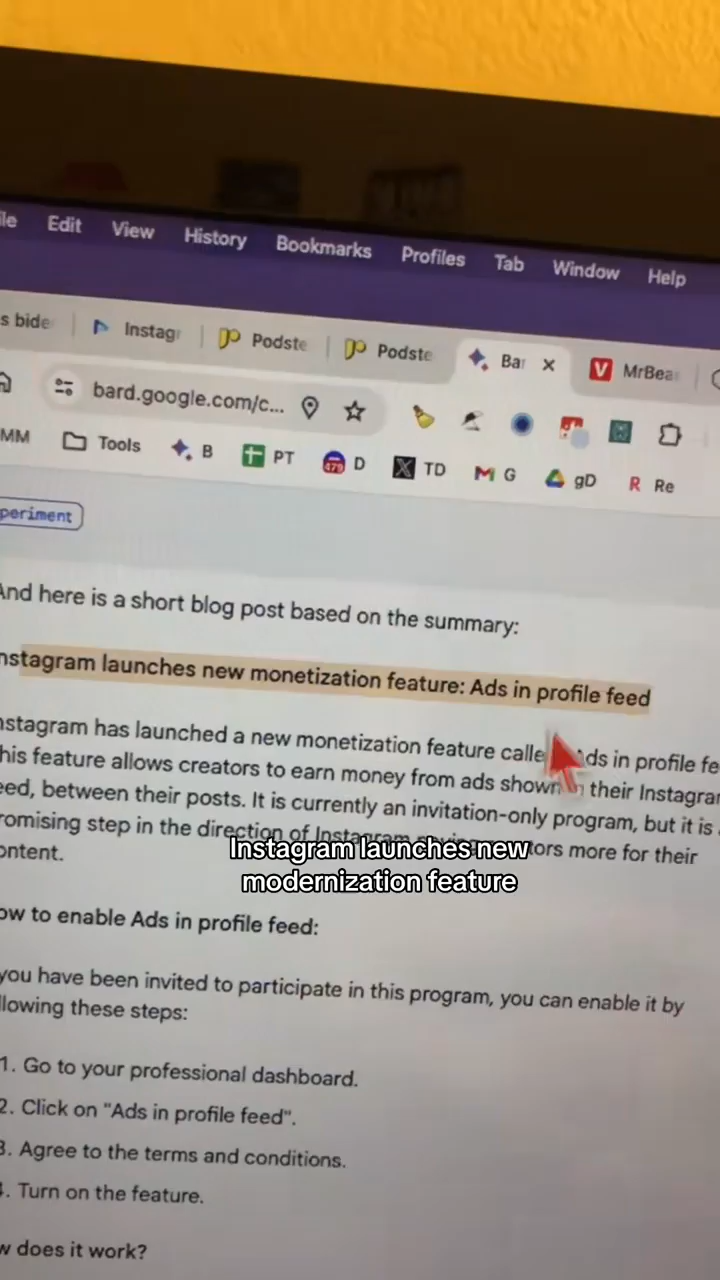 ile Edit View History Bookmarks Profiles Tab Window Help
s bide Instagr Podste Podste Bar MrBea
bard.google.com/c...
MM Tools B PT D TD G gD Re
periment
And here is a short blog post based on the summary:
nstagram launches new monetization feature: Ads in profile feed
nstagram has launched a new monetization feature calle ds in profile fe
his feature allows creators to earn money from ads shown their Instagra
eed, between their posts. It is currently an invitation-only program, but it is a
romising step in the direction of Instagram tors more for their
ontent.
Instagram launches new
modernization feature
ow to enable Ads in profile feed:
you have been invited to participate in this program, you can enable it by
llowing these steps:
1. Go to your professional dashboard.
2. Click on "Ads in profile feed".
3. Agree to the terms and conditions.
4. Turn on the feature.
w does it work?